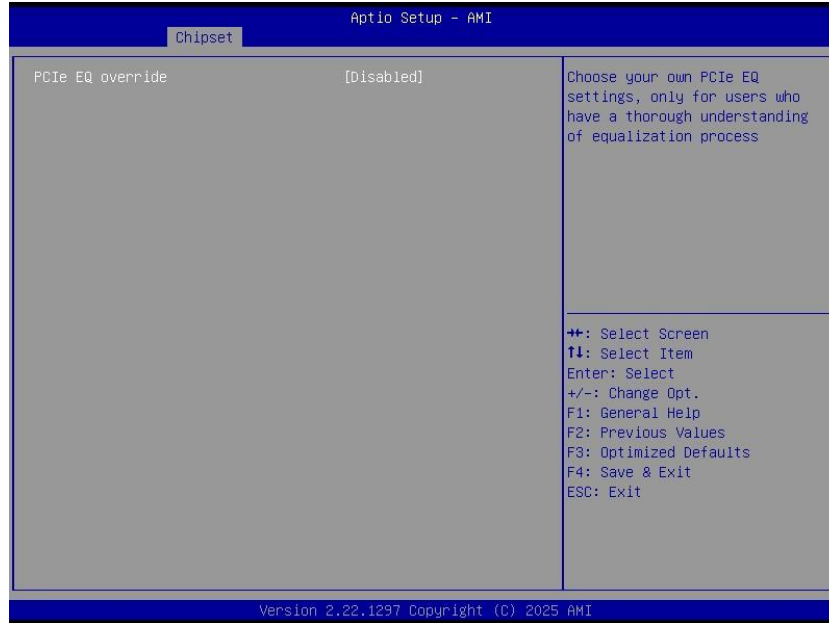 Aptio Setup - AMI
Chipset
PCIe EQ override [Disabled]
Choose your own PCIe EQ
settings, only for users who
have a thorough understanding
of equalization process
→←: Select Screen
↑↓: Select Item
Enter: Select
+/-: Change Opt.
F1: General Help
F2: Previous Values
F3: Optimized Defaults
F4: Save & Exit
ESC: Exit
Version 2.22.1297 Copyright (C) 2025 AMI